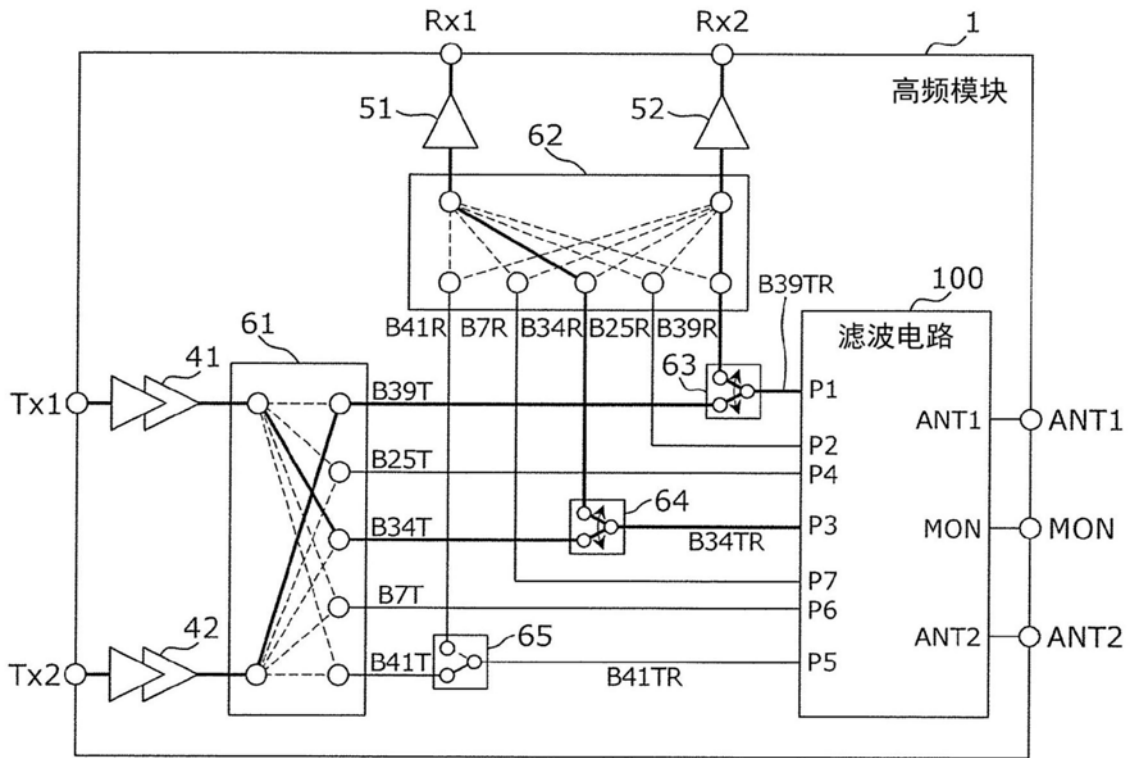 Rx1
Rx2
1
高频模块
51
52
62
B39TR
100
B41R
B7R
B34R
B25R
B39R
滤波电路
61
41
63
Tx1
B39T
P1
ANT1
ANT1
P2
B25T
P4
64
B34T
B34TR
P3
MON
MON
P7
B7T
P6
42
65
ANT2
ANT2
Tx2
B41T
B41TR
P5